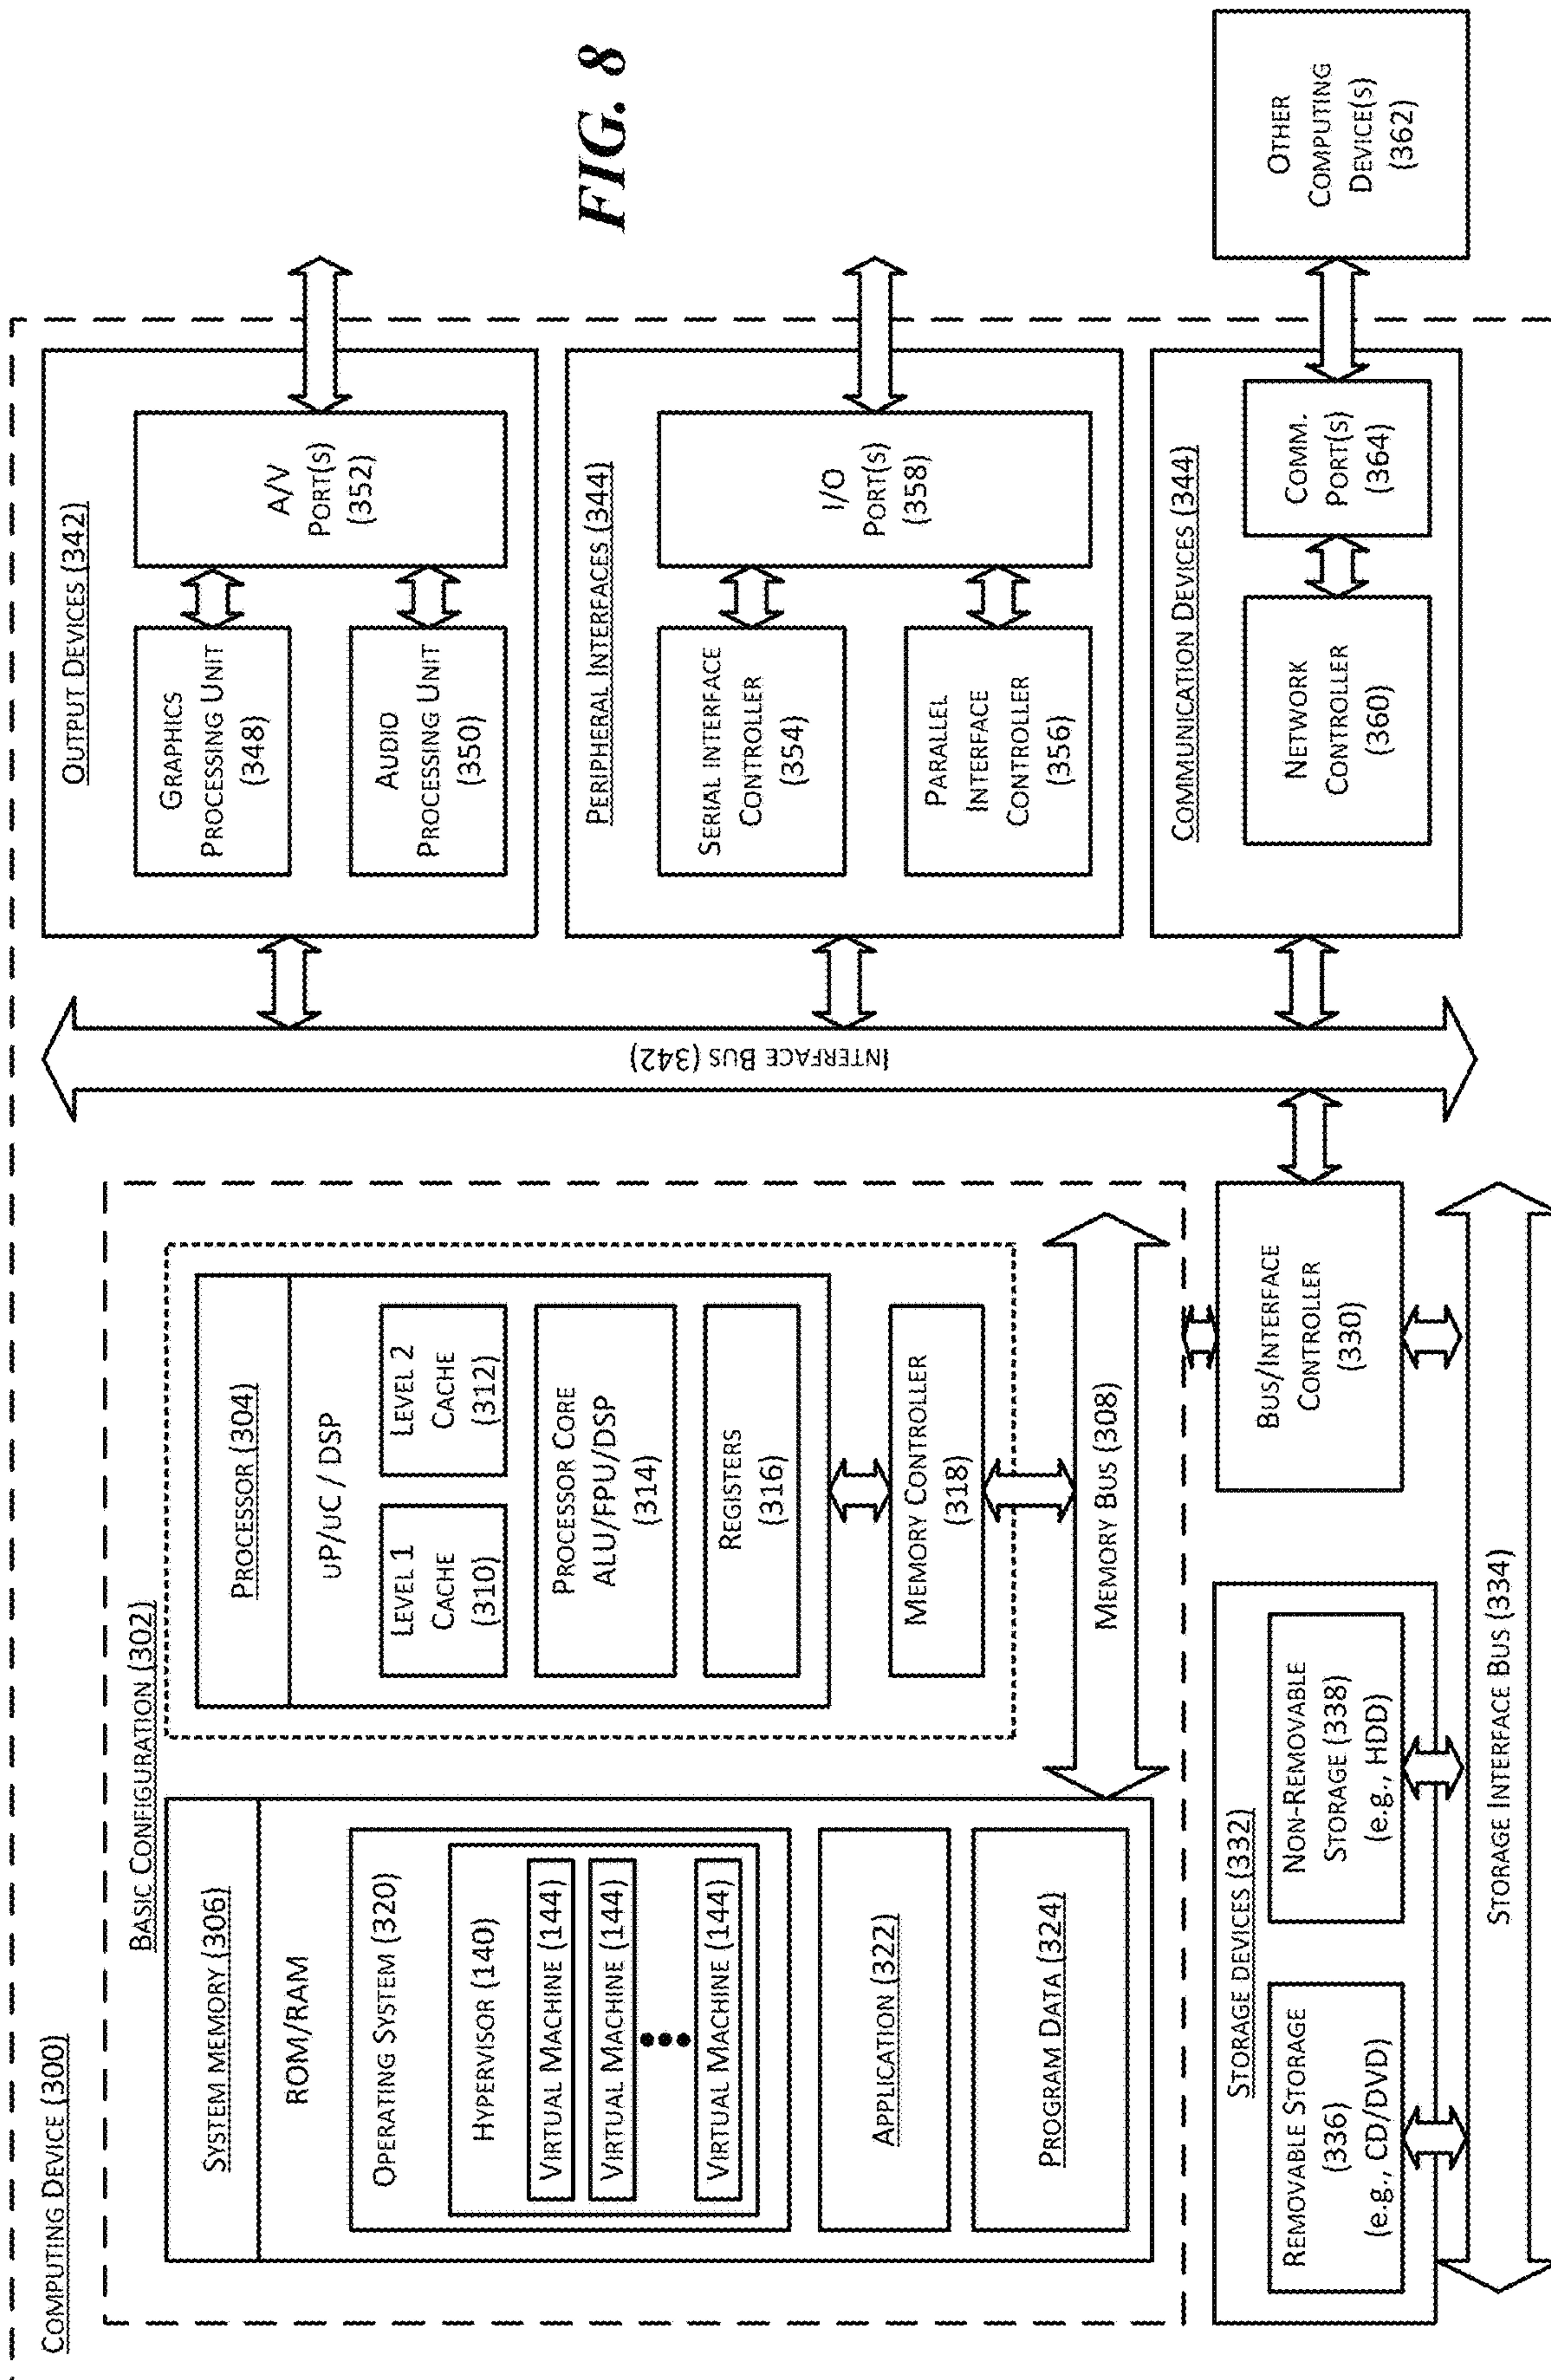 COMPUTING DEVICE (300)
BASIC CONFIGURATION (302)
SYSTEM MEMORY (306)
ROM/RAM
OPERATING SYSTEM (320)
HYPERVISOR (140)
VIRTUAL MACHINE (144)
VIRTUAL MACHINE (144)
VIRTUAL MACHINE (144)
APPLICATION (322)
PROGRAM DATA (324)
PROCESSOR (304)
uP/uC / DSP
LEVEL 1
CACHE
(310)
LEVEL 2
CACHE
(312)
PROCESSOR CORE
ALU/FPU/DSP
(314)
REGISTERS
(316)
MEMORY CONTROLLER
(318)
MEMORY BUS (308)
STORAGE DEVICES (332)
REMOVABLE STORAGE
(336)
(e.g., CD/DVD)
NON-REMOVABLE
STORAGE (338)
(e.g., HDD)
BUS/INTERFACE
CONTROLLER
(330)
STORAGE INTERFACE BUS (334)
INTERFACE BUS (342)
OUTPUT DEVICES (342)
GRAPHICS
PROCESSING UNIT
(348)
AUDIO
PROCESSING UNIT
(350)
A/V
PORT(S)
(352)
PERIPHERAL INTERFACES (344)
SERIAL INTERFACE
CONTROLLER
(354)
PARALLEL
INTERFACE
CONTROLLER
(356)
I/O
PORT(S)
(358)
COMMUNICATION DEVICES (344)
NETWORK
CONTROLLER
(360)
COMM.
PORT(S)
(364)
OTHER
COMPUTING
DEVICE(S)
(362)
FIG. 8